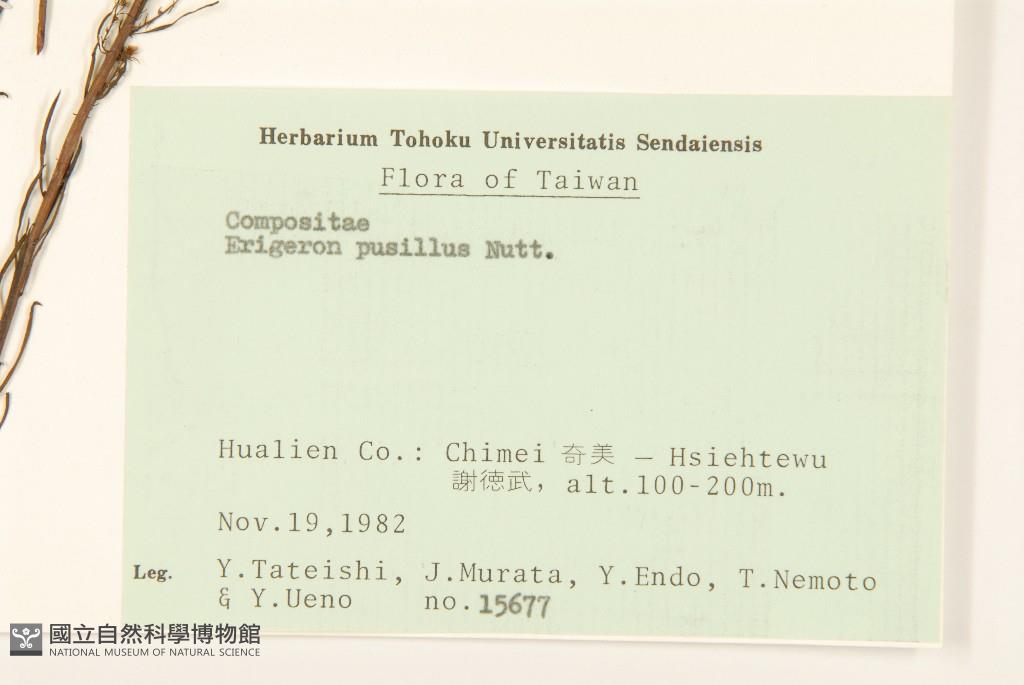 Herbarium Tohoku Universitatis Sendaiensis
Flora of Taiwan
Compositae
Erigeron pusillus Nutt.
Hualien Co.: Chimei 奇美 — Hsiehtewu
謝徳武, alt.100-200m.
Nov.19,1982
Leg. Y.Tateishi, J.Murata, Y.Endo, T.Nemoto
& Y.Ueno no.15677
國立自然科學博物館
NATIONAL MUSEUM OF NATURAL SCIENCE